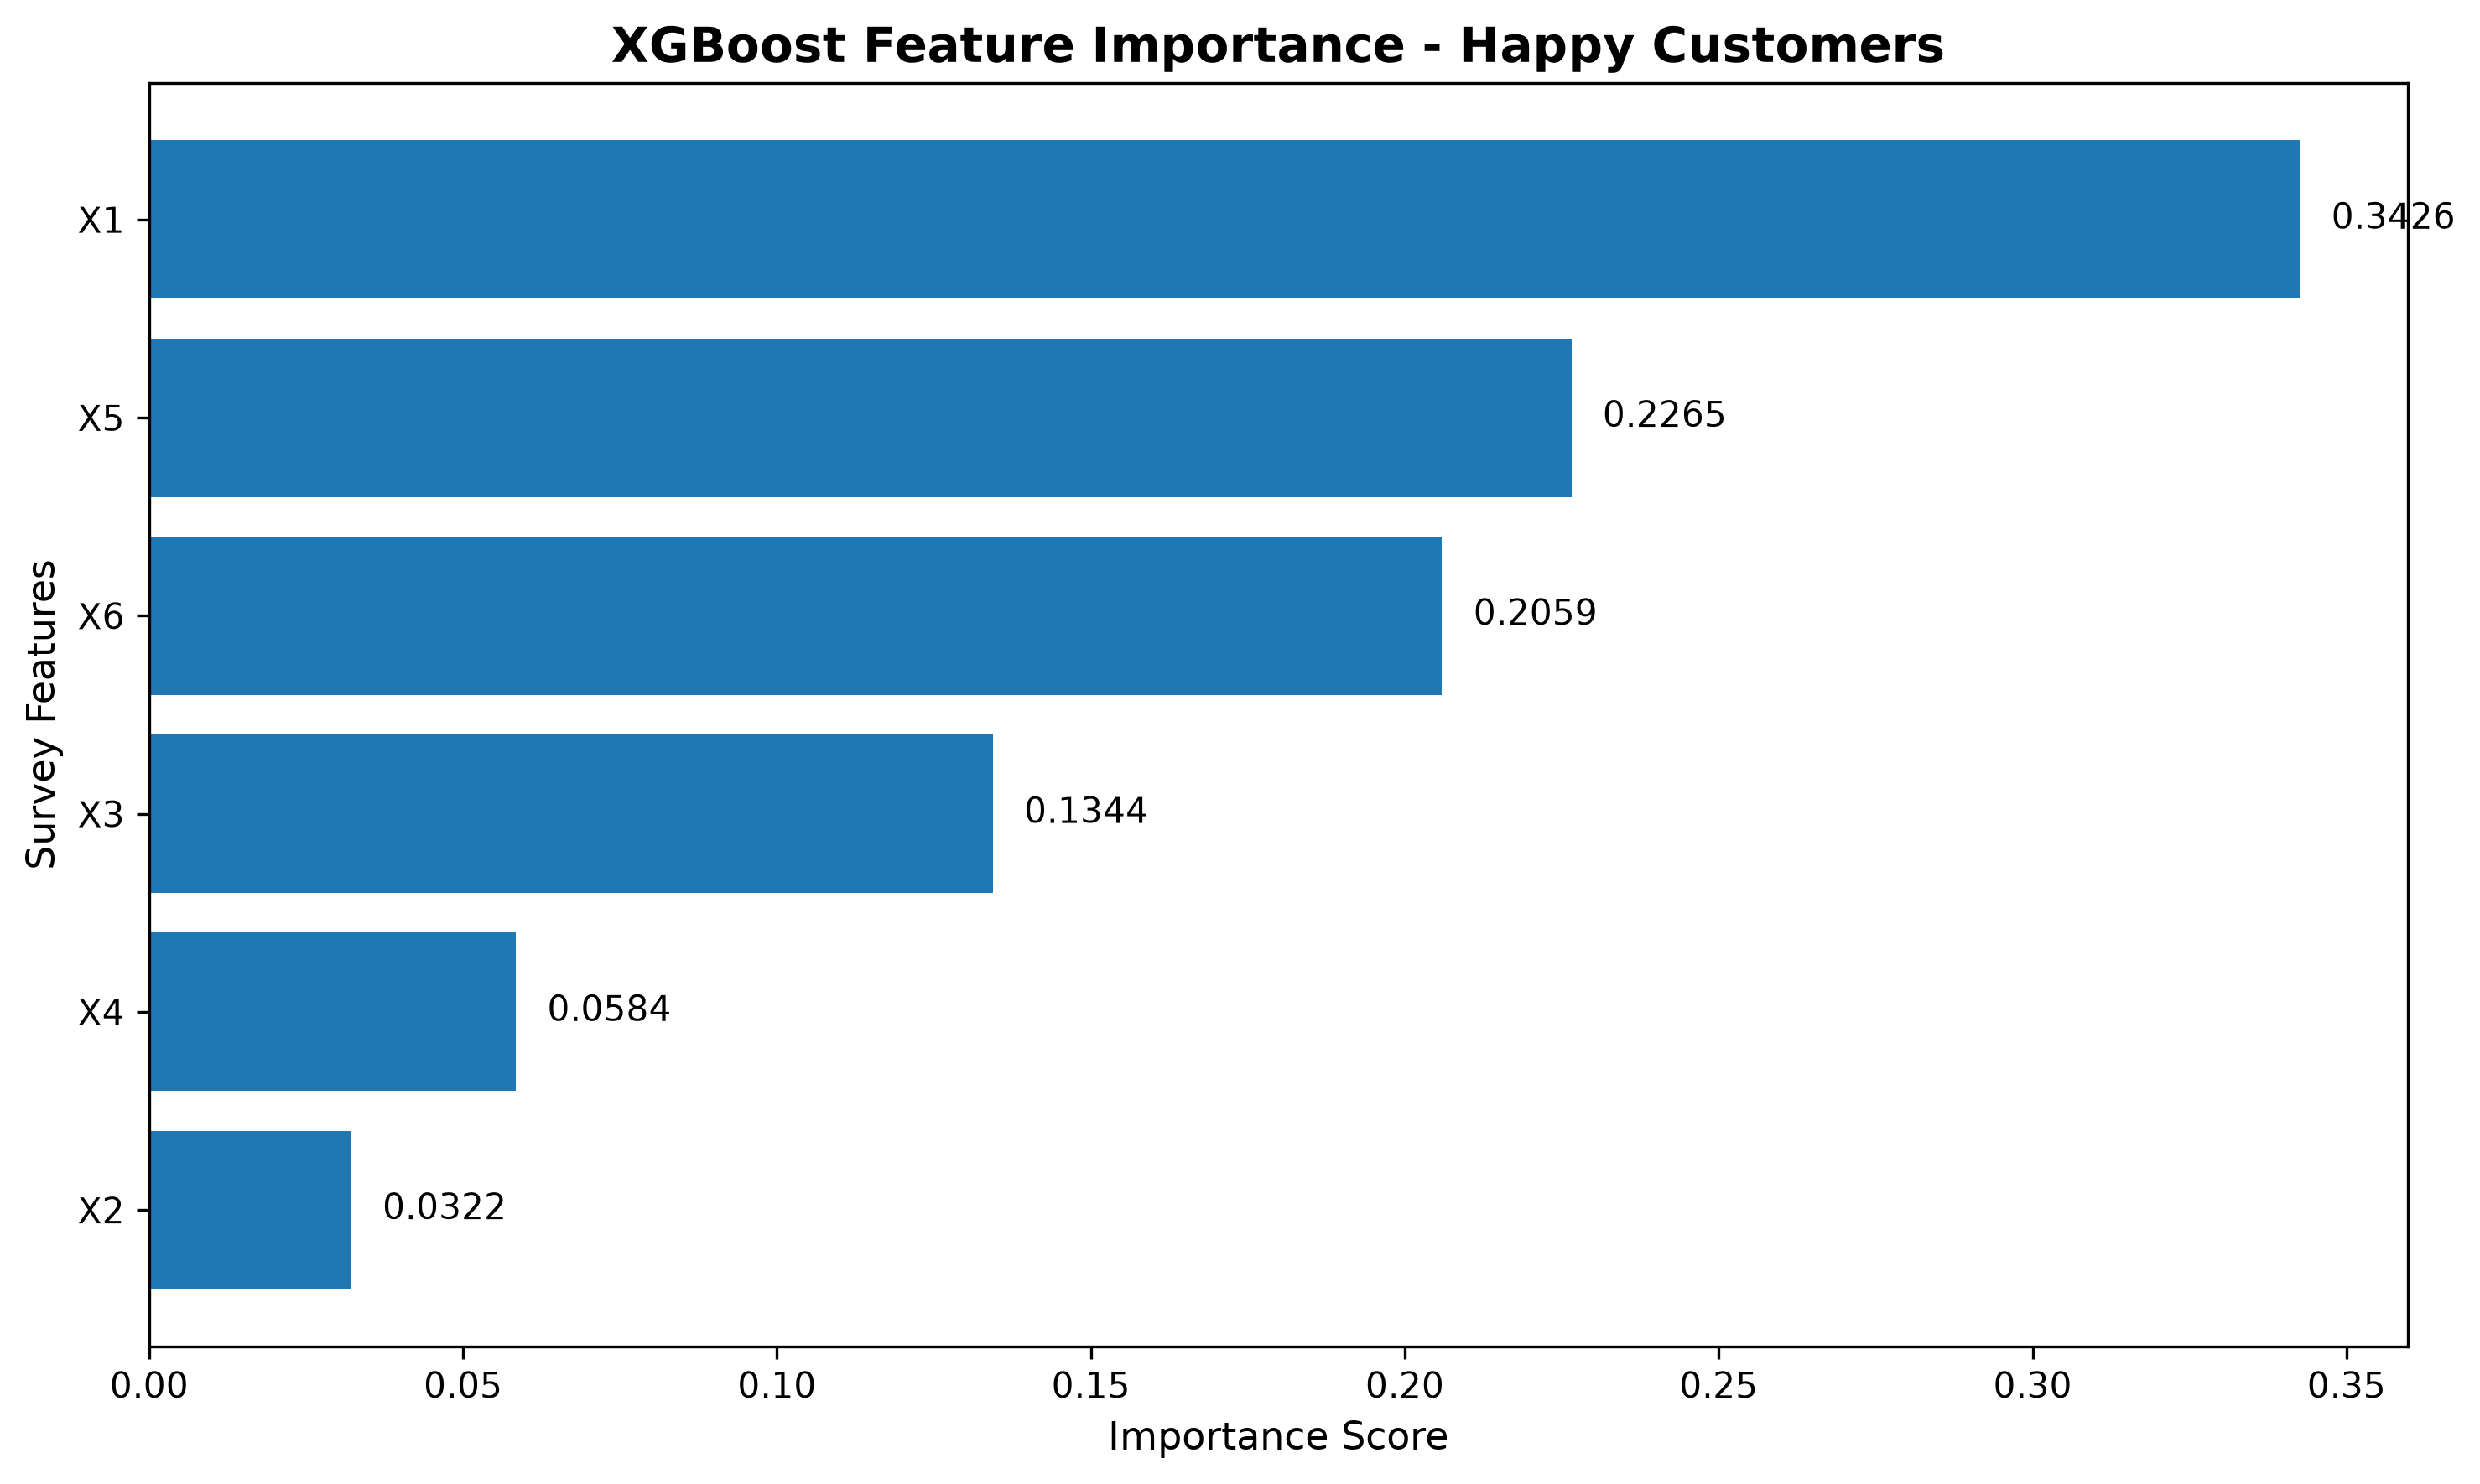 XGBoost Feature Importance - Happy Customers
Survey Features
X1
0.3426
X5
0.2265
X6
0.2059
X3
0.1344
X4
0.0584
X2
0.0322
0.00 0.05 0.10 0.15 0.20 0.25 0.30 0.35
Importance Score